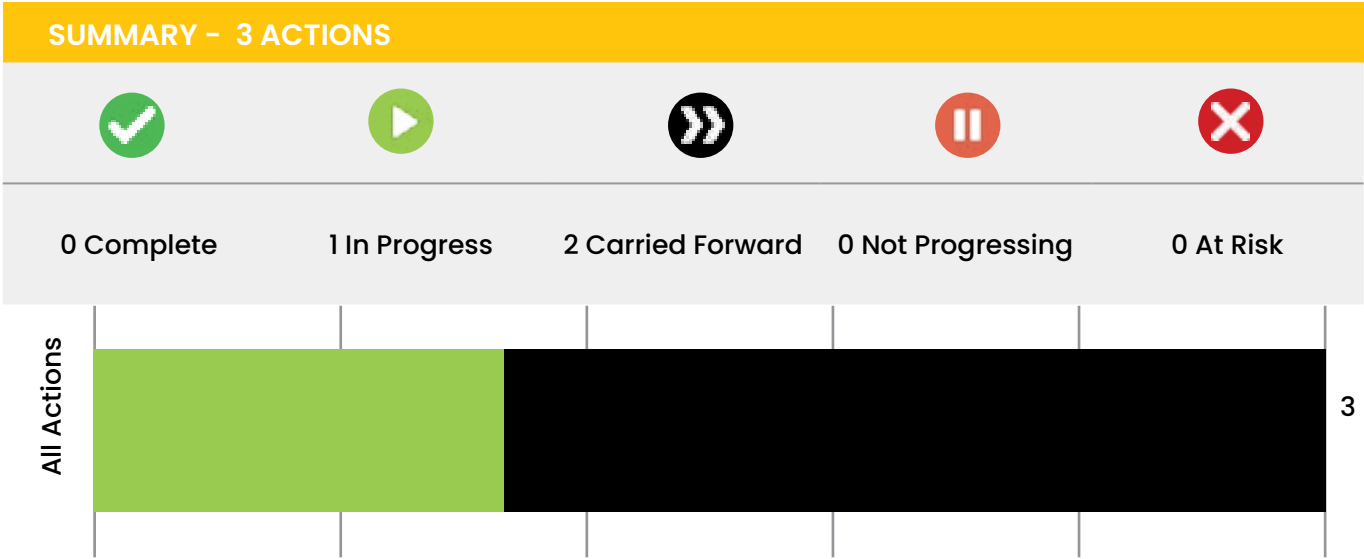 SUMMARY - 3 ACTIONS
0 Complete
1 In Progress
2 Carried Forward
0 Not Progressing
0 At Risk
All Actions
3